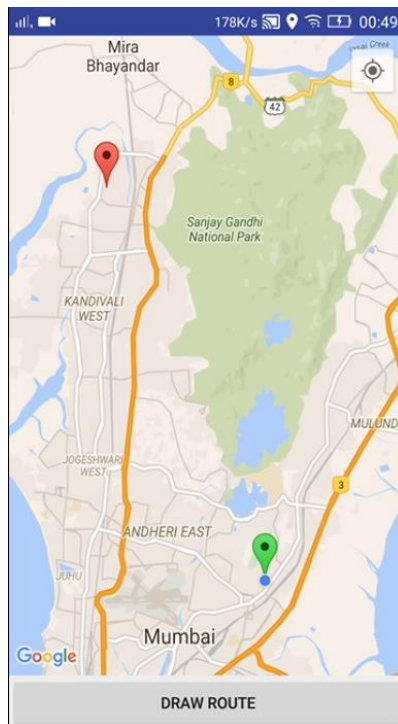 178K/s 00:49
Mira
Bhayandar
8
42
Sanjay Gandhi
National Park
KANDIVALI
WEST
MULUND
JOGESHWARI
WEST
3
ANDHERI EAST
JUHU
Mumbai
Google
DRAW ROUTE